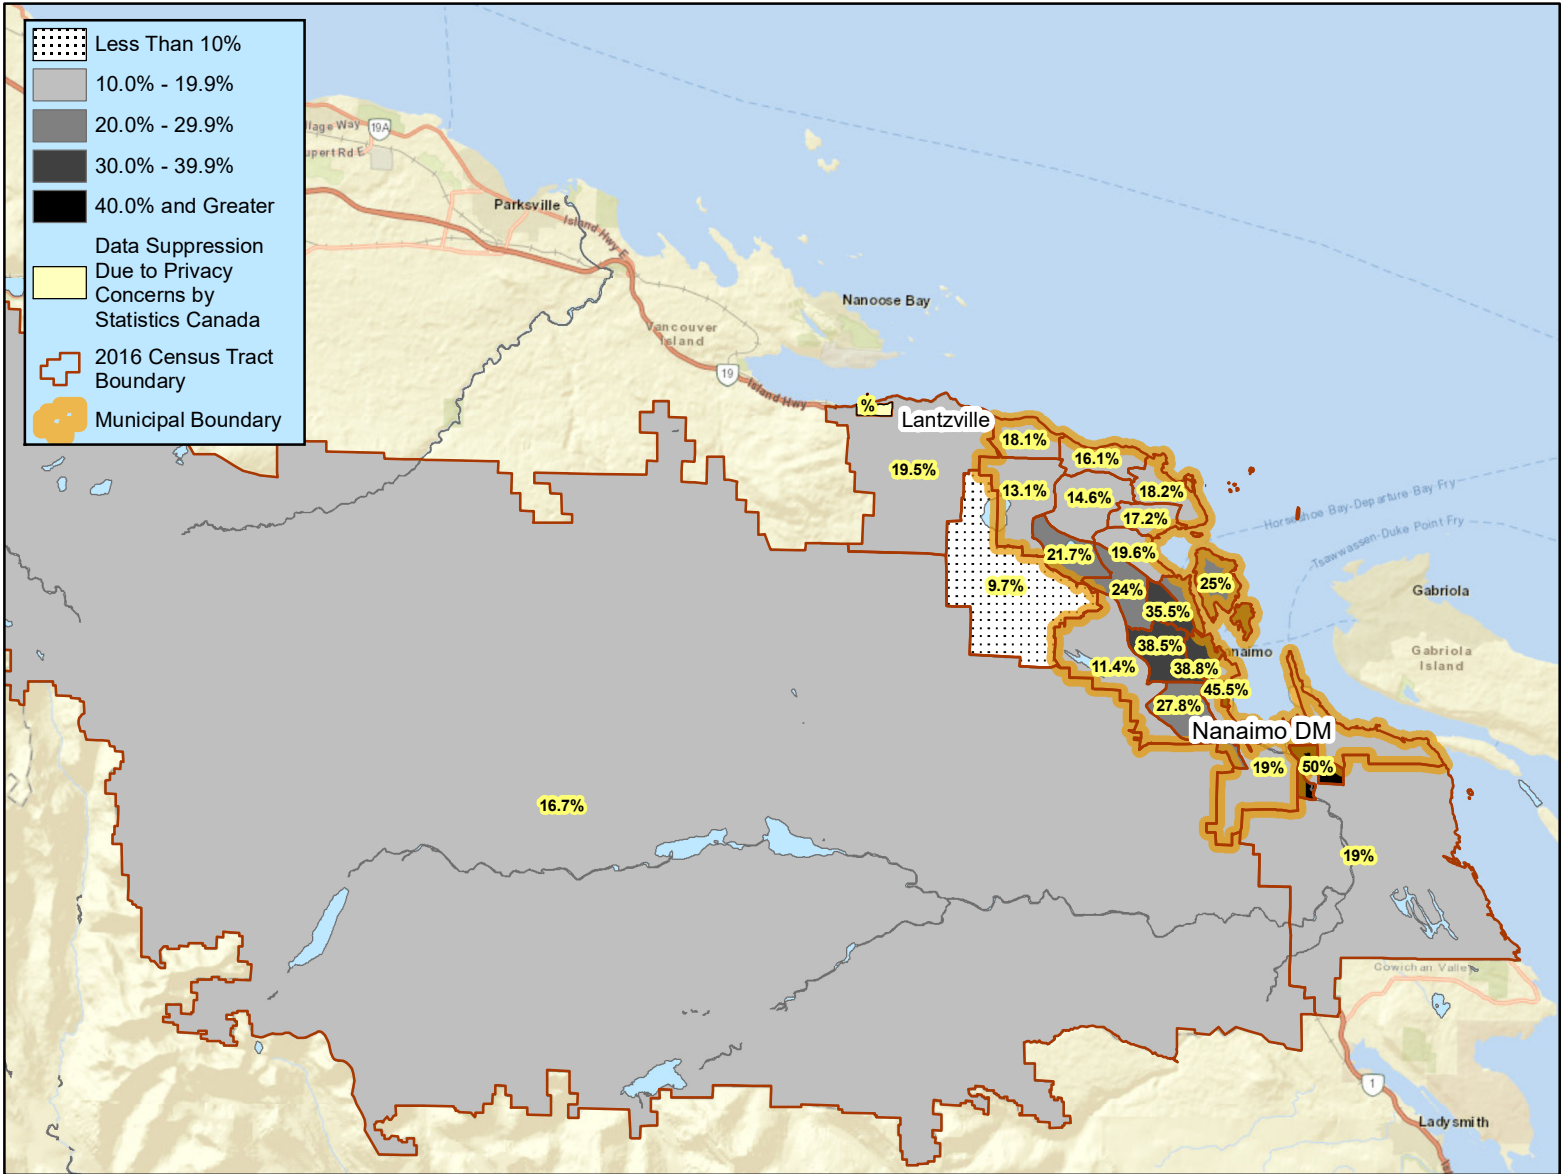 Less Than 10%
10.0% - 19.9%
20.0% - 29.9%
30.0% - 39.9%
40.0% and Greater
Data Suppression
Due to Privacy
Concerns by
Statistics Canada
2016 Census Tract
Boundary
Municipal Boundary
19A
Rd E
Parksville
Island Hwy E
Nanoose Bay
Vancouver
Island
19
Island Hwy
%
Lantzville
18.1%
16.1%
19.5%
13.1%
14.6%
18.2%
17.2%
Horseshoe Bay-Departure Bay Fry
Tsawwassen-Duke Point Fry
21.7%
19.6%
9.7%
24%
25%
Gabriola
35.5%
38.5%
Gabriola
Island
11.4%
38.8%
45.5%
27.8%
Nanaimo DM
19%
50%
16.7%
19%
Cowichan Valley
1
Ladysmith